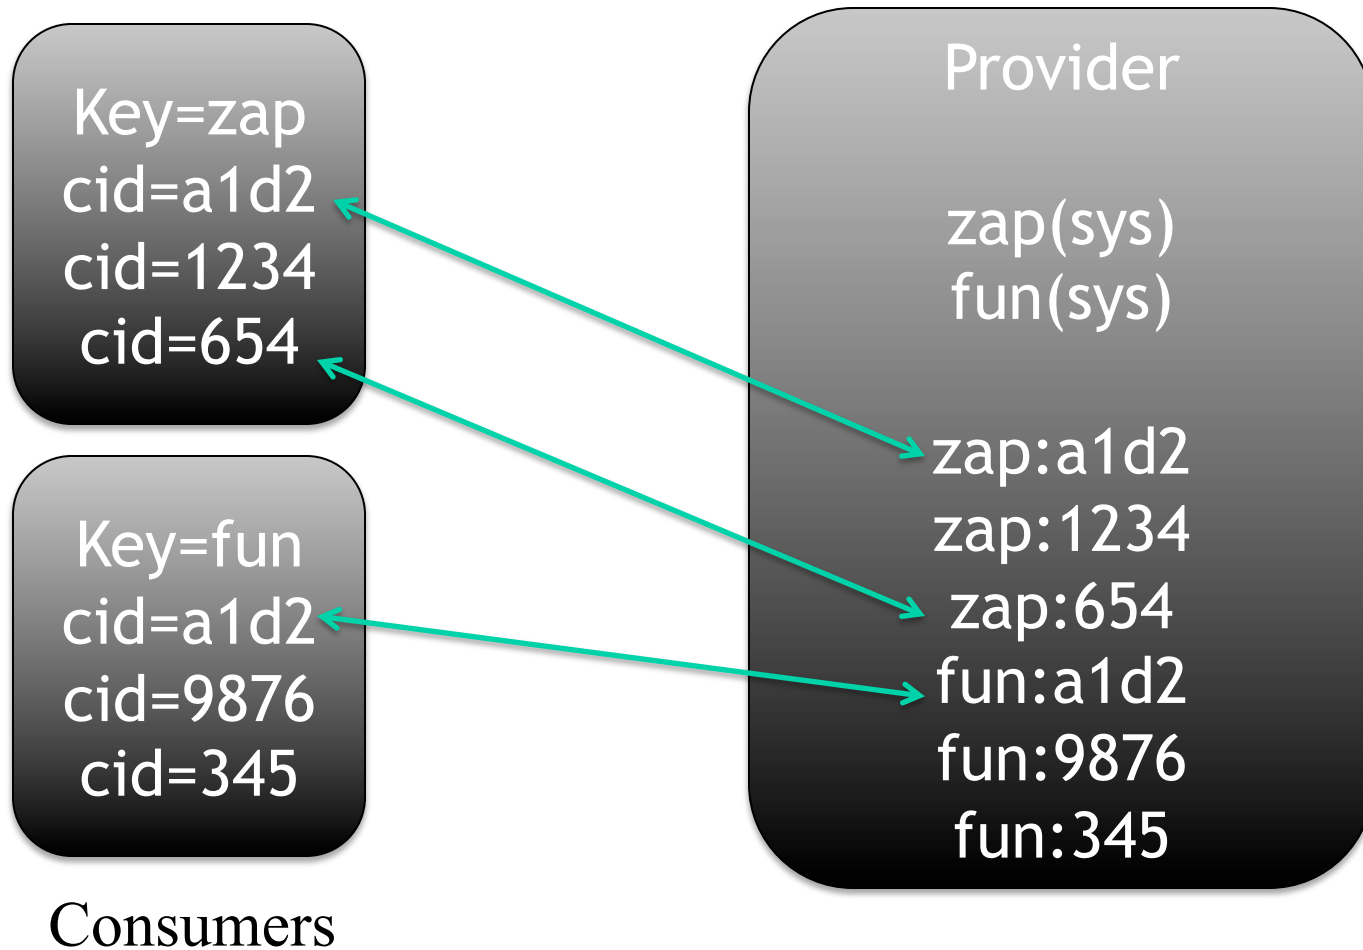 Key=zap
cid=a1d2
cid=1234
cid=654
Key=fun
cid=a1d2
cid=9876
cid=345
Consumers
Provider
zap(sys)
fun(sys)
zap:a1d2
zap:1234
zap:654
fun:a1d2
fun:9876
fun:345